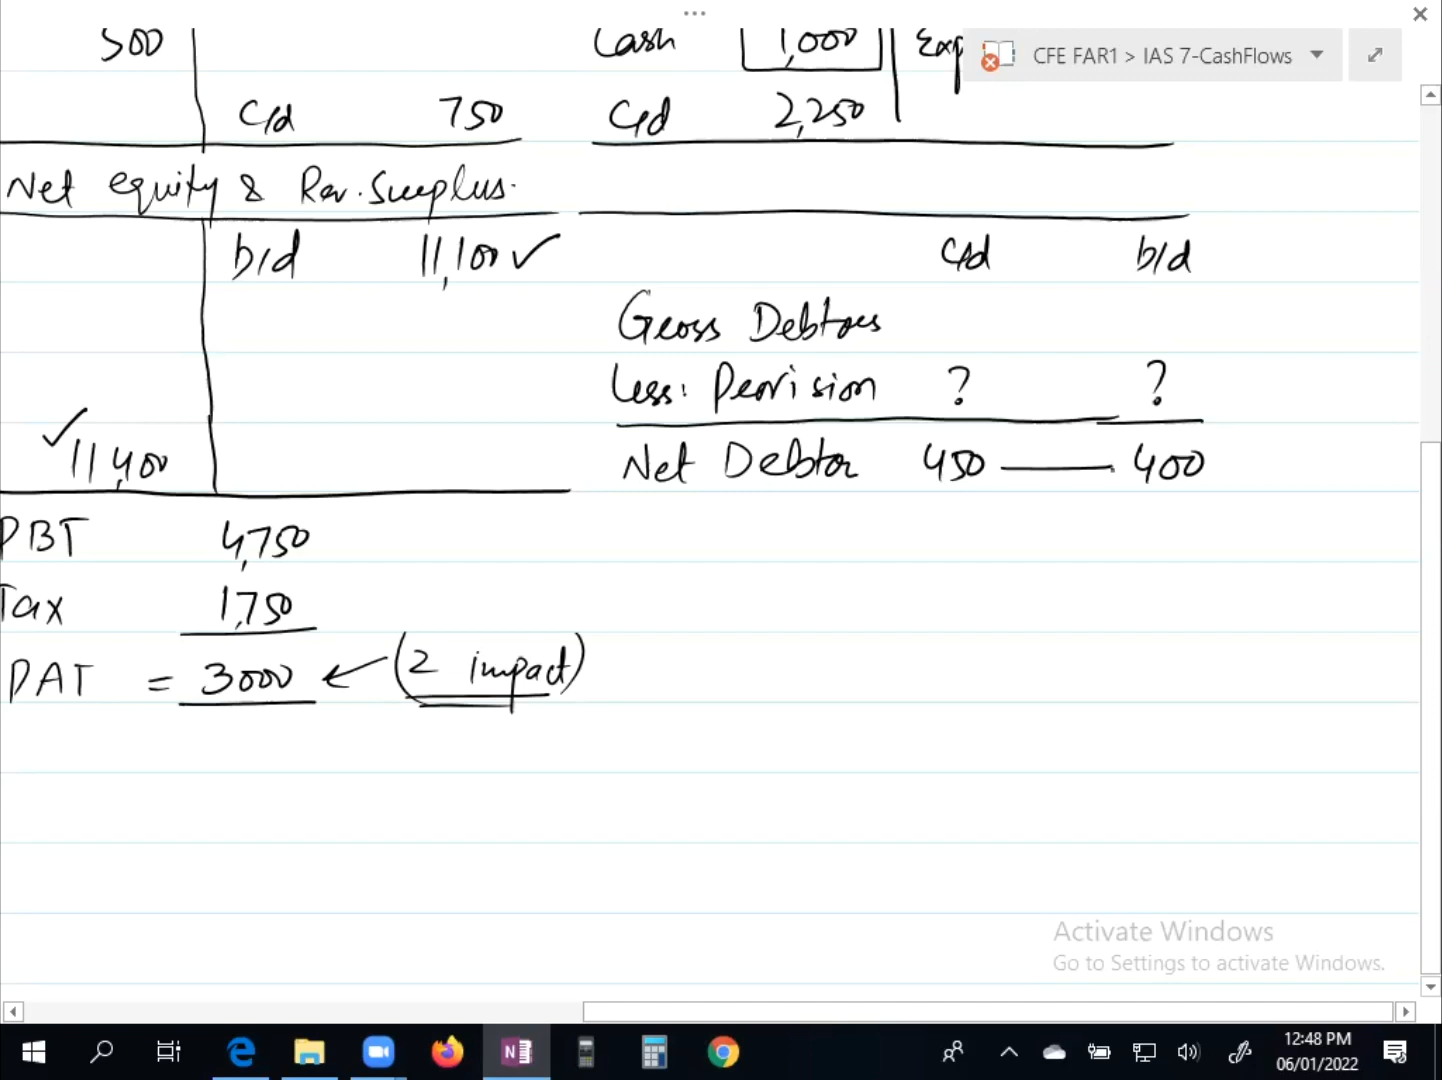 CFE FAR1 > IAS 7-CashFlows
500 Cash 1,000 Exp
C/d 750 C/d 2,250
Net equity & Rev. Surplus.
b/d 11,100 ✓ C/d b/d
Gross Debtors
Less: Provision ? ?
✓ 11,400 Net Debtor 450 — 400
PBT 4,750
Tax 1,750
PAT = 3000 ← (2 impact)
Activate Windows
Go to Settings to activate Windows.
12:48 PM
06/01/2022